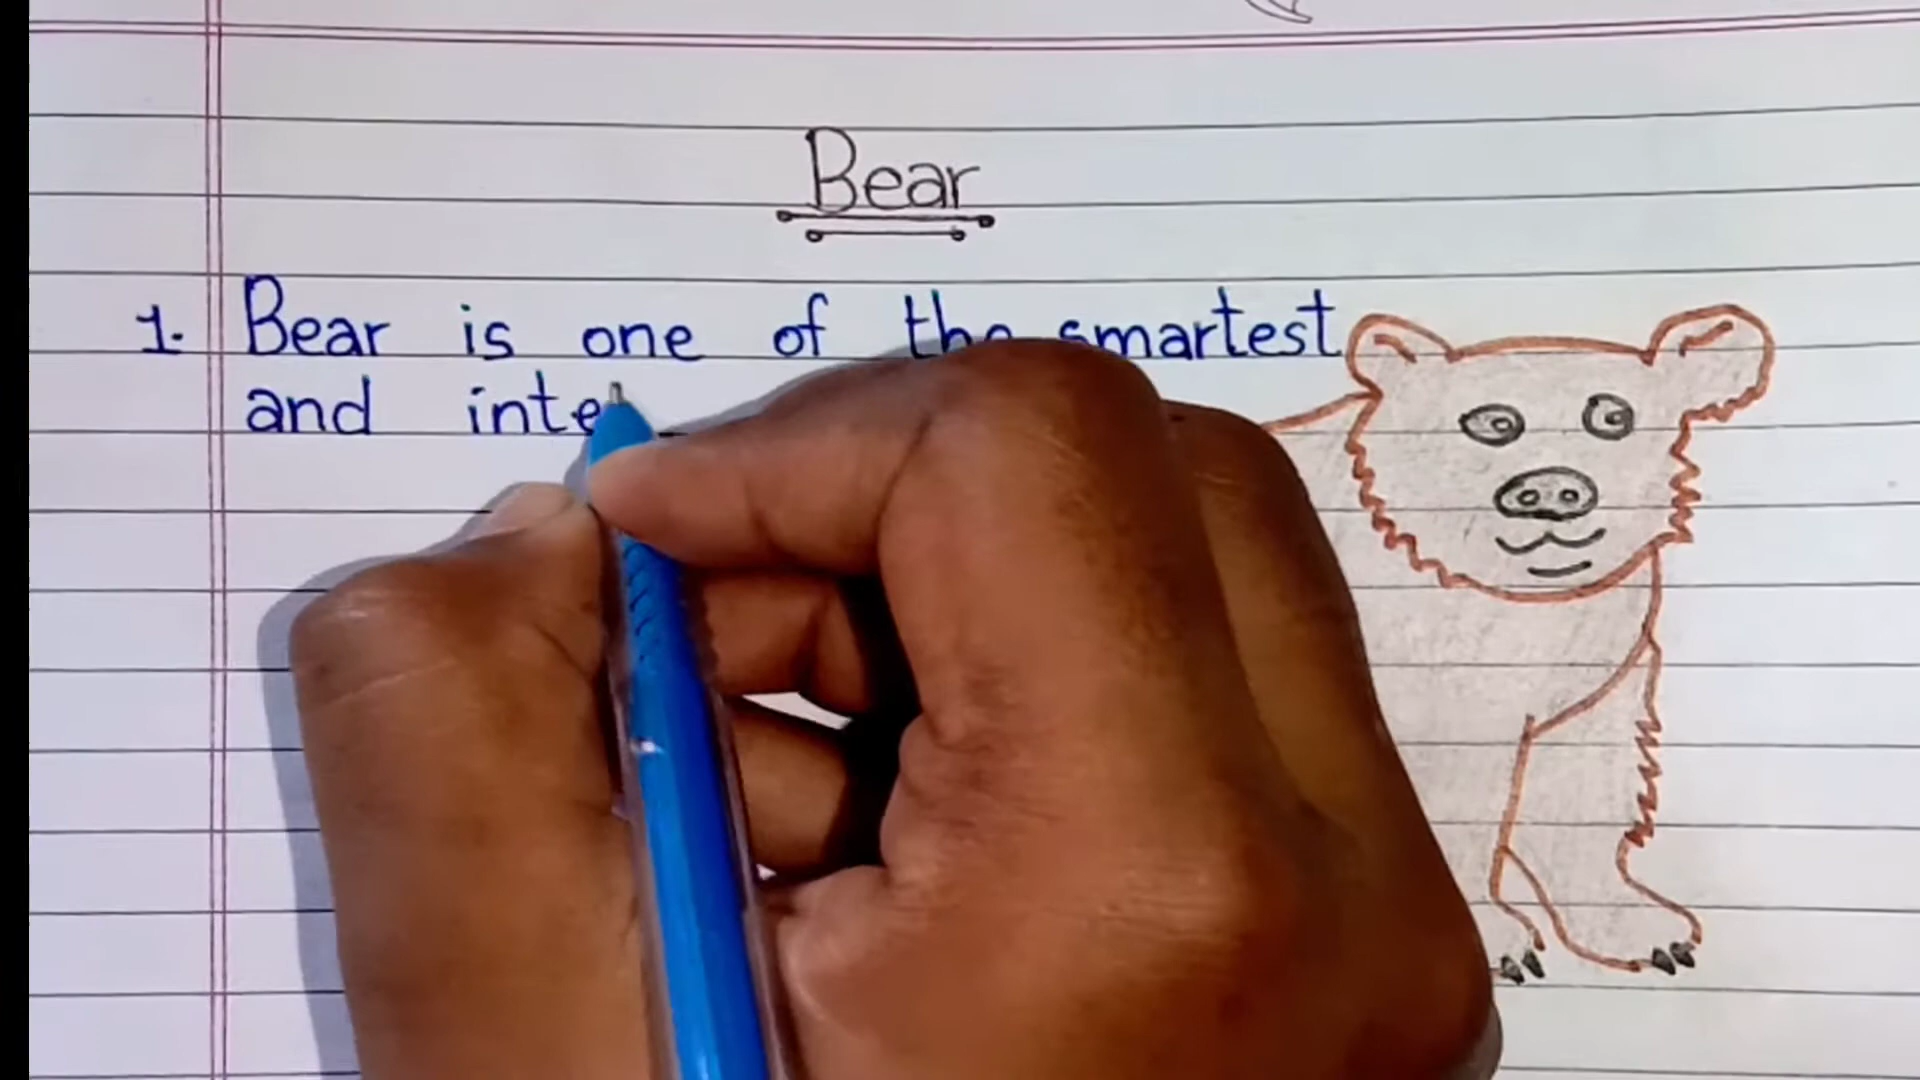 Bear
1. Bear is one of the smartest
and inte